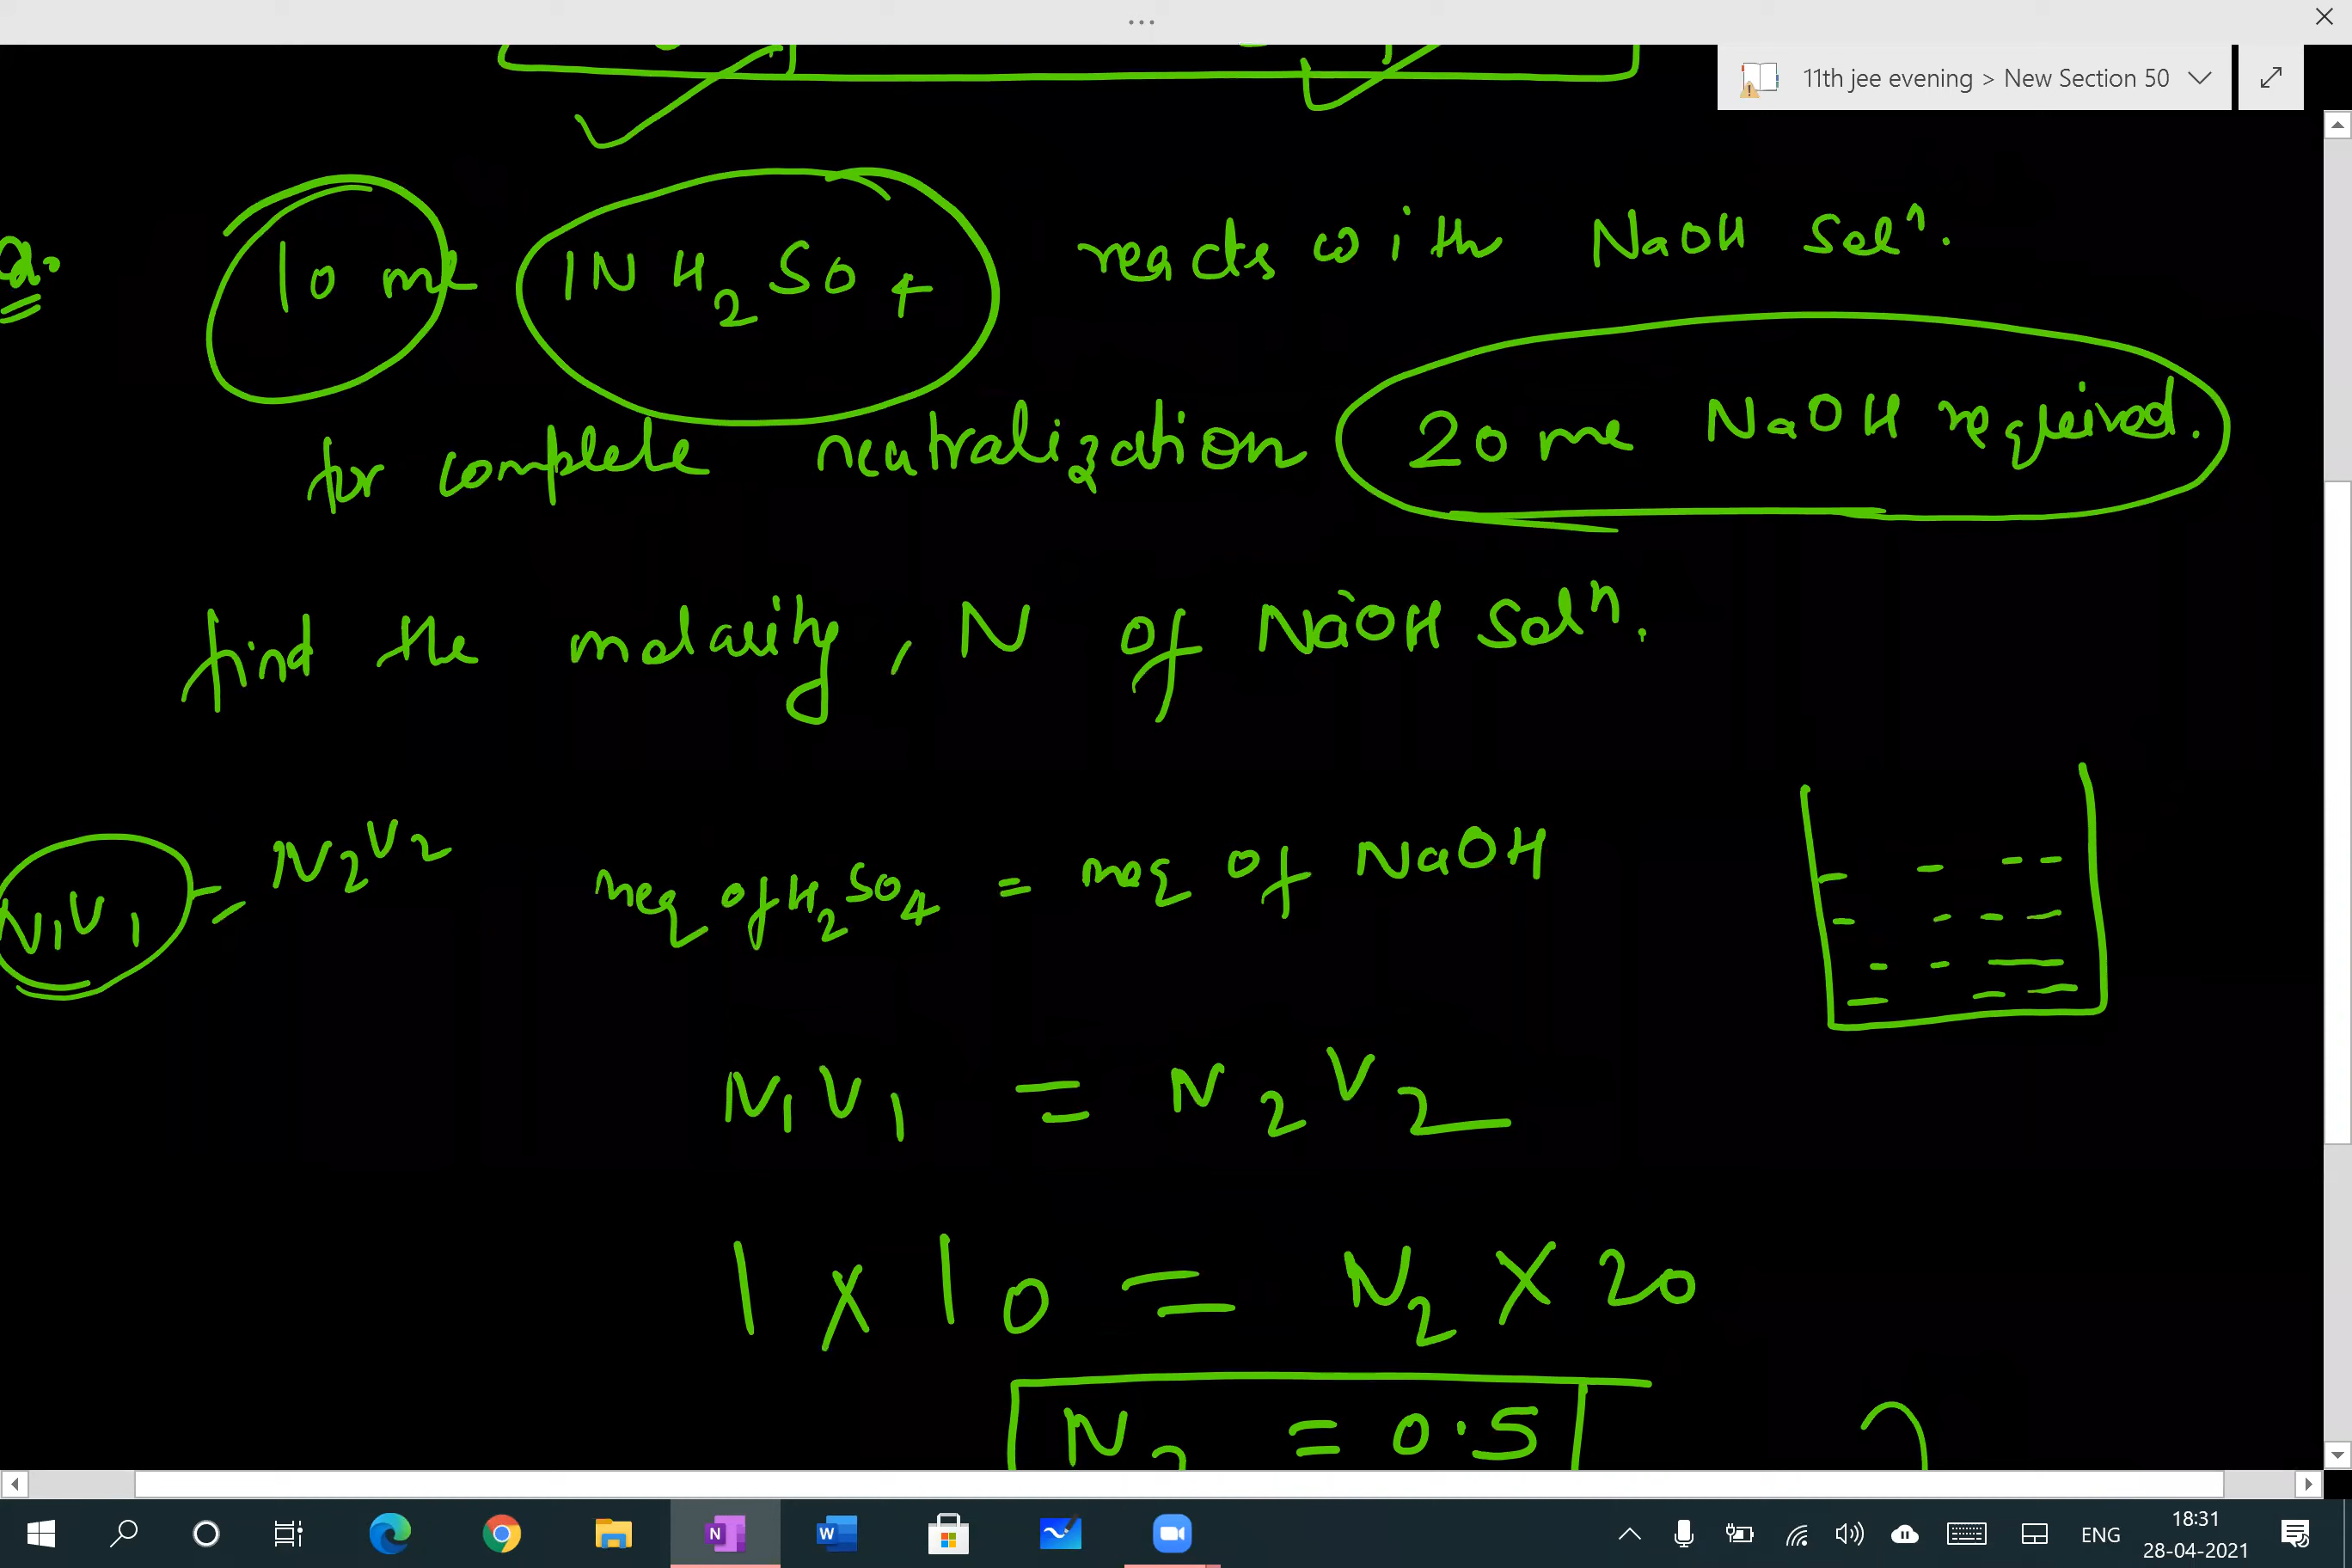 11th jee evening > New Section 50
Q. 10 ml 1N H₂SO₄ reacts with NaOH Solⁿ.
for complete neutralization 20 ml NaOH required.
find the molarity, N of NaOH Solⁿ.
N₁V₁ = N₂V₂
meq of H₂SO₄ = meq of NaOH
N₁V₁ = N₂V₂
1 × 10 = N₂ × 20
N₂ = 0.5
ENG
18:31
28-04-2021